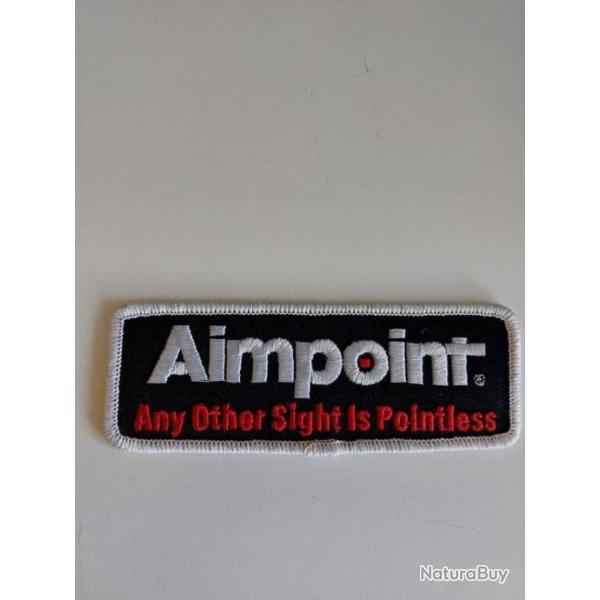 Aimpoint®
Any Other Sight Is Pointless
NaturaBuy